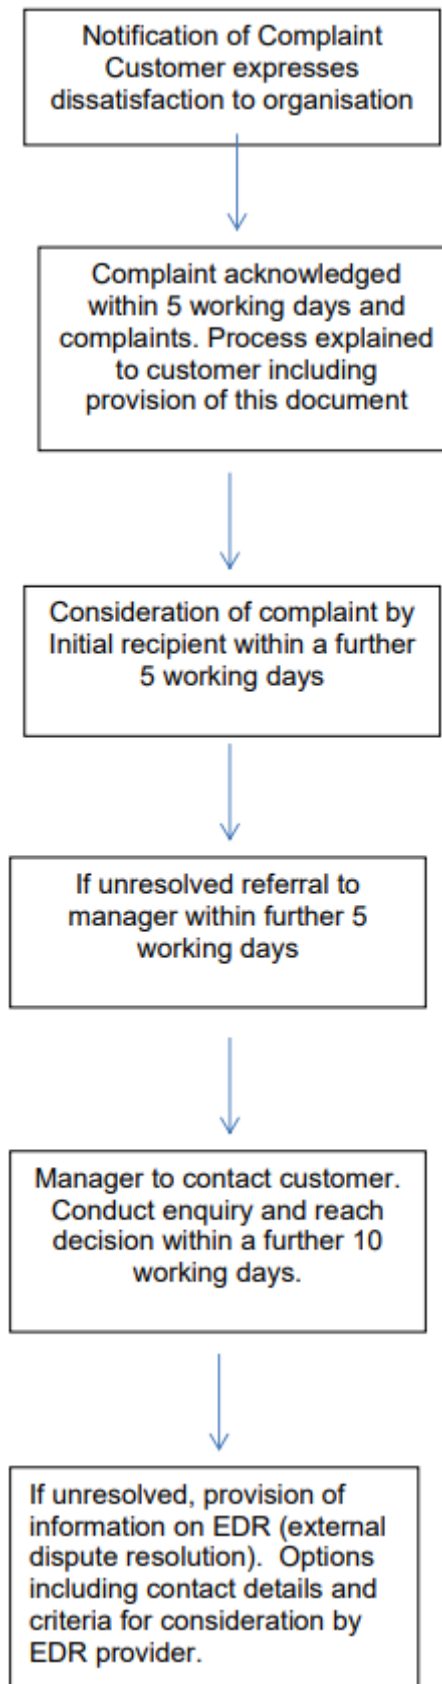 Notification of Complaint
Customer expresses
dissatisfaction to organisation
Complaint acknowledged
within 5 working days and
complaints. Process explained
to customer including
provision of this document
Consideration of complaint by
Initial recipient within a further
5 working days
If unresolved referral to
manager within further 5
working days
Manager to contact customer.
Conduct enquiry and reach
decision within a further 10
working days.
If unresolved, provision of
information on EDR (external
dispute resolution).  Options
including contact details and
criteria for consideration by
EDR provider.